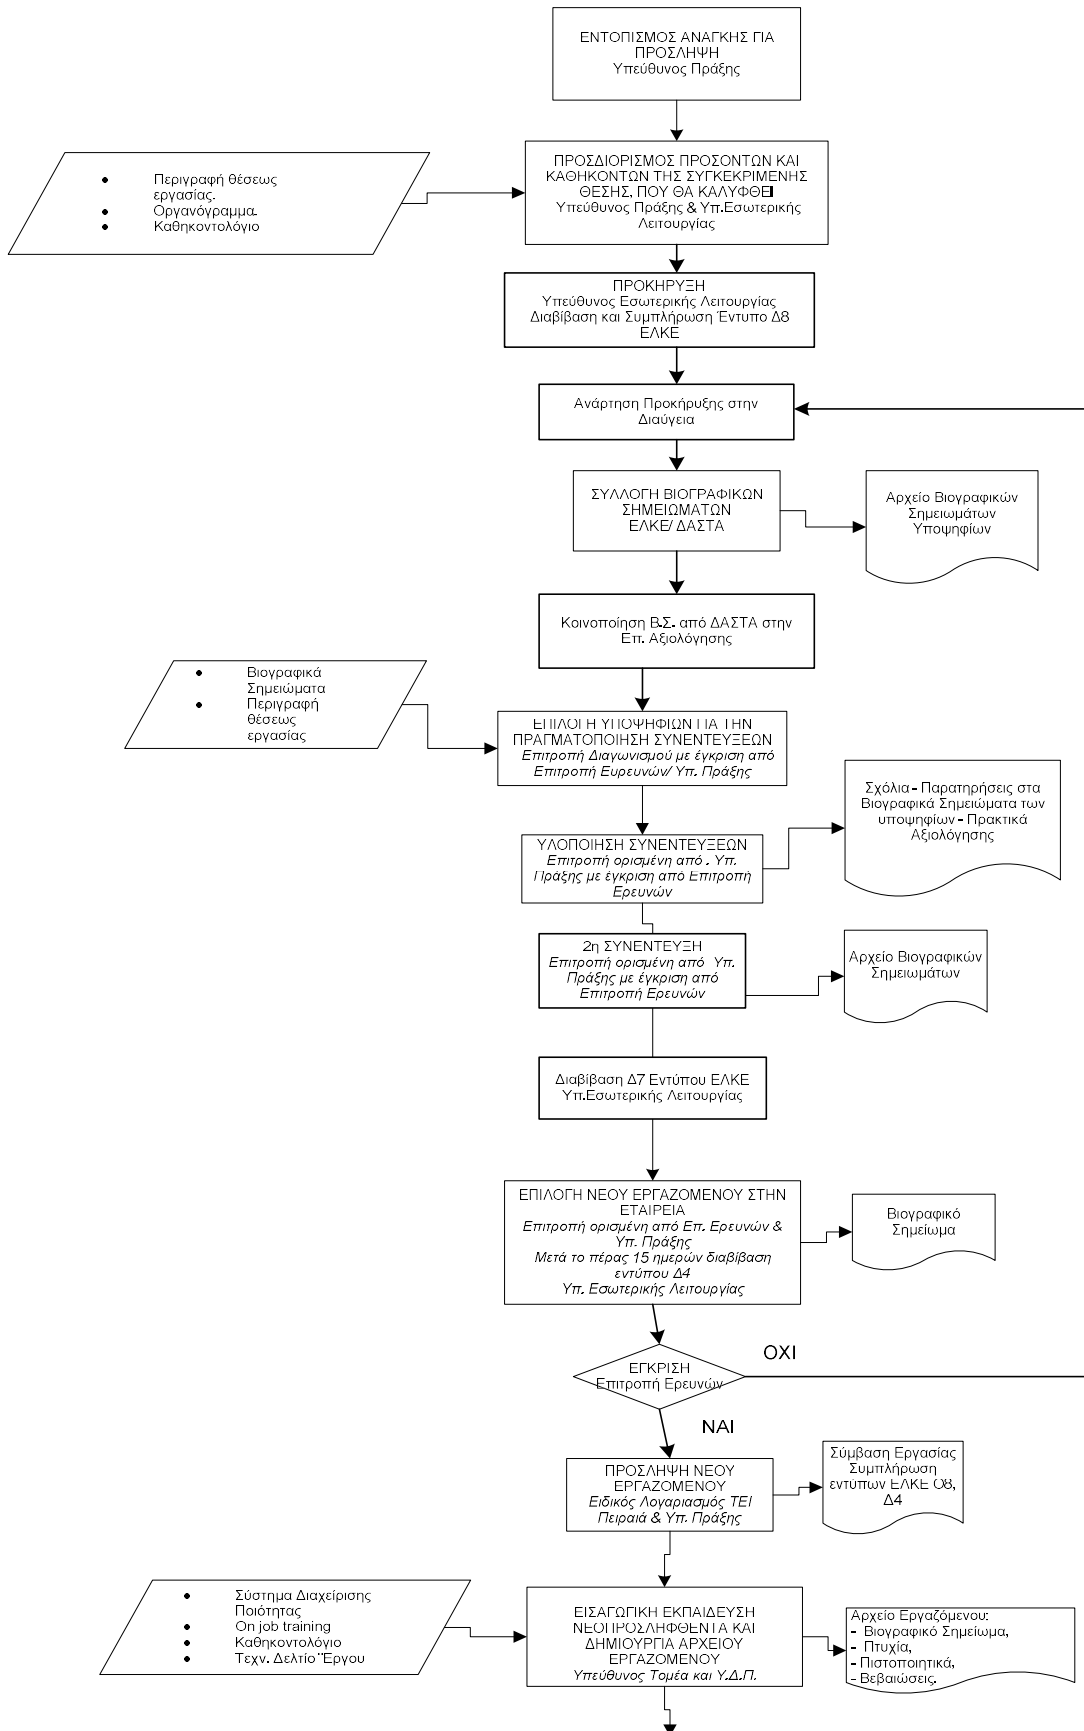 ΕΝΤΟΠΙΣΜΟΣ ΑΝΑΓΚΗΣ ΓΙΑ
ΠΡΟΣΛΗΨΗ
Υπεύθυνος Πράξης
• Περιγραφή θέσεως
εργασίας.
• Οργανόγραμμα.
• Καθηκοντολόγιο
ΠΡΟΣΔΙΟΡΙΣΜΟΣ ΠΡΟΣΟΝΤΩΝ ΚΑΙ
ΚΑΘΗΚΟΝΤΩΝ ΤΗΣ ΣΥΓΚΕΚΡΙΜΕΝΗΣ
ΘΕΣΗΣ, ΠΟΥ ΘΑ ΚΑΛΥΦΘΕΙ
Υπεύθυνος Πράξης & Υπ.Εσωτερικής
Λειτουργίας
ΠΡΟΚΗΡΥΞΗ
Υπεύθυνος Εσωτερικής Λειτουργίας
Διαβίβαση και Συμπλήρωση Έντυπο Δ8
ΕΛΚΕ
Ανάρτηση Προκήρυξης στην
Διαύγεια
ΣΥΛΛΟΓΗ ΒΙΟΓΡΑΦΙΚΩΝ
ΣΗΜΕΙΩΜΑΤΩΝ
ΕΛΚΕ/ ΔΑΣΤΑ
Αρχείο Βιογραφικών
Σημειωμάτων
Υποψηφίων
Κοινοποίηση Β.Σ. από ΔΑΣΤΑ στην
Επ. Αξιολόγησης
• Βιογραφικά
Σημειώματα
• Περιγραφή
θέσεως
εργασίας
ΕΠΙΛΟΓΗ ΥΠΟΨΗΦΙΩΝ ΓΙΑ ΤΗΝ
ΠΡΑΓΜΑΤΟΠΟΙΗΣΗ ΣΥΝΕΝΤΕΥΞΕΩΝ
Επιτροπή Διαγωνισμού με έγκριση από
Επιτροπή Ευρευνών/ Υπ. Πράξης
Σχόλια - Παρατηρήσεις στα
Βιογραφικά Σημειώματα των
υποψηφίων - Πρακτικά
Αξιολόγησης
ΥΛΟΠΟΙΗΣΗ ΣΥΝΕΝΤΕΥΞΕΩΝ
Επιτροπή ορισμένη από . Υπ.
Πράξης με έγκριση από Επιτροπή
Ερευνών
2η ΣΥΝΕΝΤΕΥΞΗ
Επιτροπή ορισμένη από Υπ.
Πράξης με έγκριση από
Επιτροπή Ερευνών
Αρχείο Βιογραφικών
Σημειωμάτων
Διαβίβαση Δ7 Εντύπου ΕΛΚΕ
Υπ.Εσωτερικής Λειτουργίας
ΕΠΙΛΟΓΗ ΝΕΟΥ ΕΡΓΑΖΟΜΕΝΟΥ ΣΤΗΝ
ΕΤΑΙΡΕΙΑ
Επιτροπή ορισμένη από Επ. Ερευνών &
Υπ. Πράξης
Μετά το πέρας 15 ημερών διαβίβαση
εντύπου Δ4
Υπ. Εσωτερικής Λειτουργίας
Βιογραφικό
Σημείωμα
ΕΓΚΡΙΣΗ
Επιτροπή Ερευνών
ΟΧΙ
ΝΑΙ
ΠΡΟΣΛΗΨΗ ΝΕΟΥ
ΕΡΓΑΖΟΜΕΝΟΥ
Ειδικός Λογαριασμός ΤΕΙ
Πειραιά & Υπ. Πράξης
Σύμβαση Εργασίας
Συμπλήρωση
εντύπων ΕΛΚΕ Ο8,
Δ4
• Σύστημα Διαχείρισης
Ποιότητας
• On job training
• Καθηκοντολόγιο
• Τεχν. Δελτίο Έργου
ΕΙΣΑΓΩΓΙΚΗ ΕΚΠΑΙΔΕΥΣΗ
ΝΕΟΠΡΟΣΛΗΦΘΕΝΤΑ ΚΑΙ
ΔΗΜΙΟΥΡΓΙΑ ΑΡΧΕΙΟΥ
ΕΡΓΑΖΟΜΕΝΟΥ
Υπεύθυνος Τομέα και Υ.Δ.Π.
Αρχείο Εργαζόμενου:
- Βιογραφικό Σημείωμα,
- Πτυχία,
- Πιστοποιητικά,
- Βεβαιώσεις.